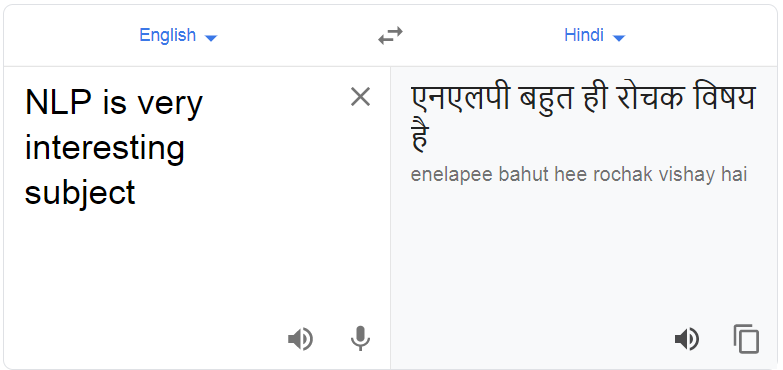 English
Hindi
NLP is very
interesting
subject
एनएलपी बहुत ही रोचक विषय
है
enelapee bahut hee rochak vishay hai